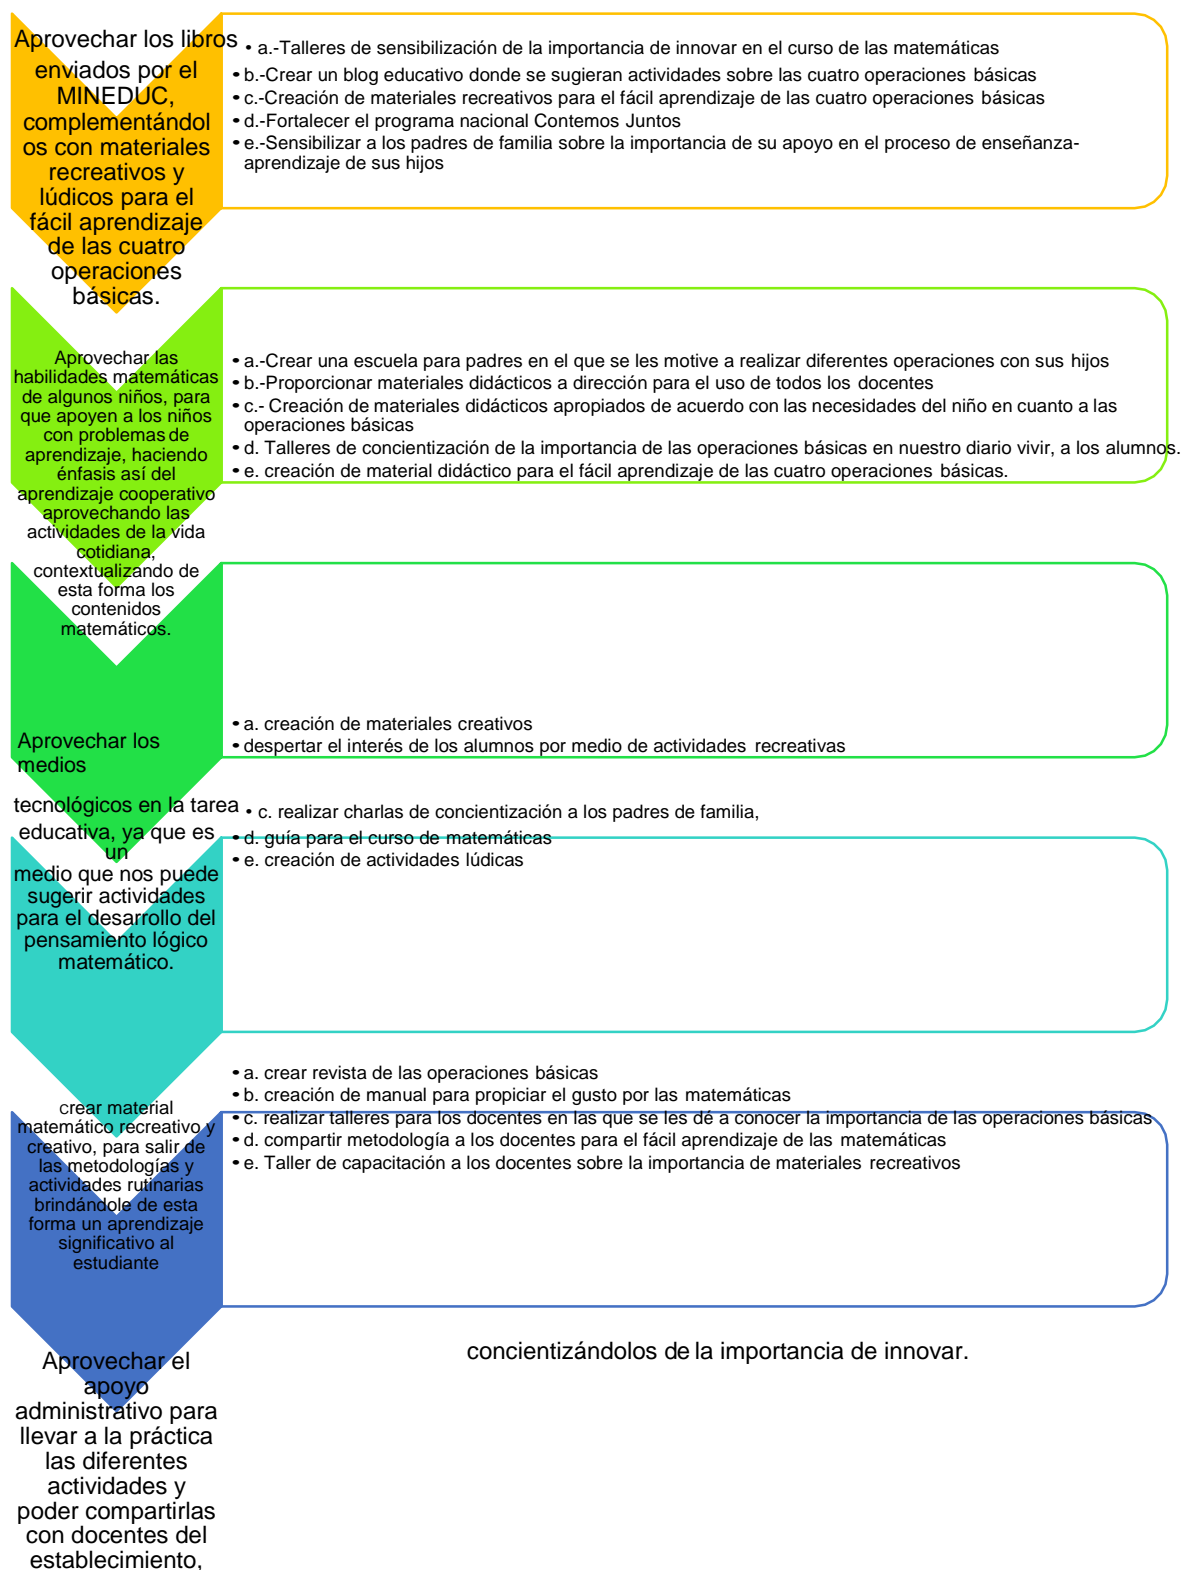 Aprovechar los libros
enviados por el
MINEDUC,
complementándol
os con materiales
recreativos y
lúdicos para el
fácil aprendizaje
de las cuatro
operaciones
básicas.
• a.-Talleres de sensibilización de la importancia de innovar en el curso de las matemáticas
• b.-Crear un blog educativo donde se sugieran actividades sobre las cuatro operaciones básicas
• c.-Creación de materiales recreativos para el fácil aprendizaje de las cuatro operaciones básicas
• d.-Fortalecer el programa nacional Contemos Juntos
• e.-Sensibilizar a los padres de familia sobre la importancia de su apoyo en el proceso de enseñanza-
aprendizaje de sus hijos
Aprovechar las
habilidades matemáticas
de algunos niños, para
que apoyen a los niños
con problemas de
aprendizaje, haciendo
énfasis así del
aprendizaje cooperativo
aprovechando las
actividades de la vida
cotidiana,
contextualizando de
esta forma los
contenidos
matemáticos.
• a.-Crear una escuela para padres en el que se les motive a realizar diferentes operaciones con sus hijos
• b.-Proporcionar materiales didácticos a dirección para el uso de todos los docentes
• c.- Creación de materiales didácticos apropiados de acuerdo con las necesidades del niño en cuanto a las
operaciones básicas
• d. Talleres de concientización de la importancia de las operaciones básicas en nuestro diario vivir, a los alumnos.
• e. creación de material didáctico para el fácil aprendizaje de las cuatro operaciones básicas.
Aprovechar los
medios
tecnológicos en la tarea
educativa, ya que es
un
medio que nos puede
sugerir actividades
para el desarrollo del
pensamiento lógico
matemático.
• a. creación de materiales creativos
• despertar el interés de los alumnos por medio de actividades recreativas
• c. realizar charlas de concientización a los padres de familia,
• d. guía para el curso de matemáticas
• e. creación de actividades lúdicas
crear material
matemático recreativo y
creativo, para salir de
las metodologías y
actividades rutinarias
brindándole de esta
forma un aprendizaje
significativo al
estudiante
• a. crear revista de las operaciones básicas
• b. creación de manual para propiciar el gusto por las matemáticas
• c. realizar talleres para los docentes en las que se les dé a conocer la importancia de las operaciones básicas
• d. compartir metodología a los docentes para el fácil aprendizaje de las matemáticas
• e. Taller de capacitación a los docentes sobre la importancia de materiales recreativos
Aprovechar el
apoyo
administrativo para
llevar a la práctica
las diferentes
actividades y
poder compartirlas
con docentes del
establecimiento,
concientizándolos de la importancia de innovar.